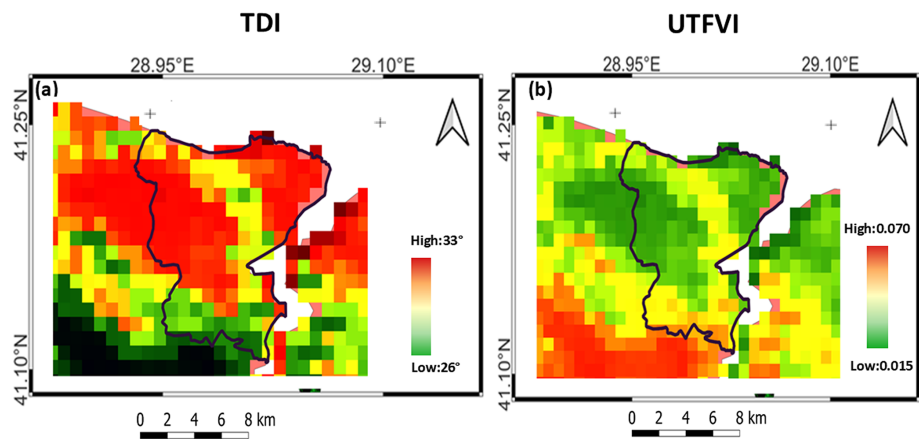 TDI
UTFVI
28.95°E
29.10°E
28.95°E
29.10°E
(a)
(b)
41.25°N
41.25°N
High:33°
Low:26°
High:0.070
Low:0.015
41.10°N
41.10°N
0 2 4 6 8 km
0 2 4 6 8 km